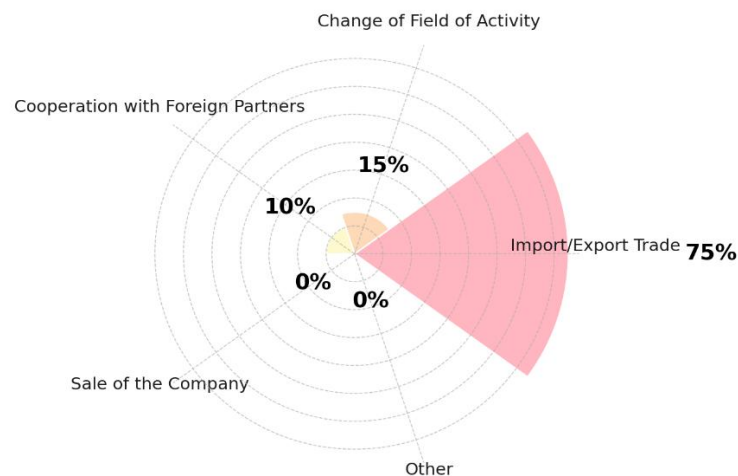 Change of Field of Activity
Cooperation with Foreign Partners
15%
10%
Import/Export Trade 75%
0%
0%
Sale of the Company
Other